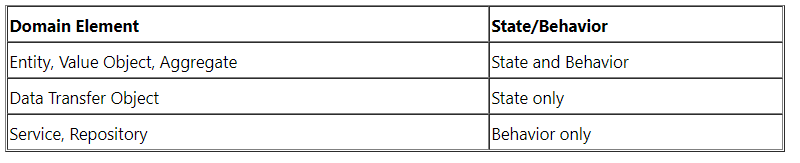 Domain Element State/Behavior
Entity, Value Object, Aggregate State and Behavior
Data Transfer Object State only
Service, Repository Behavior only